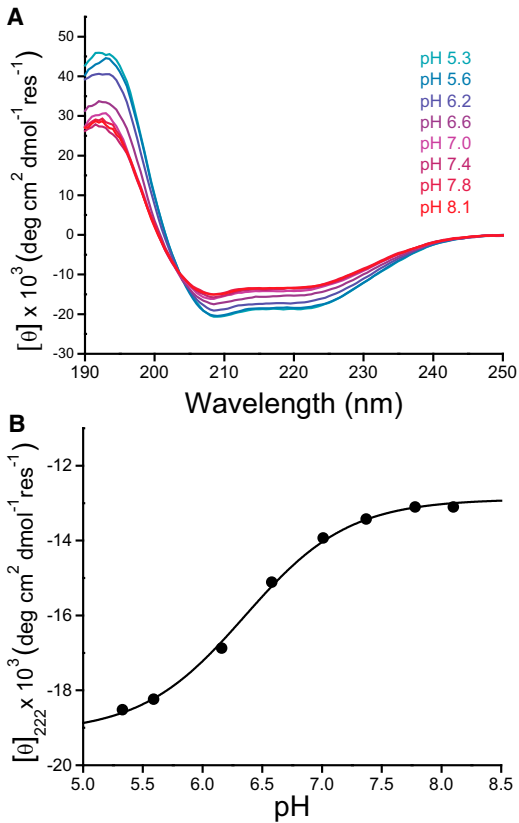 A
[θ] x 10³ (deg cm² dmol⁻¹ res⁻¹)
50
40
30
20
10
0
-10
-20
-30
pH 5.3
pH 5.6
pH 6.2
pH 6.6
pH 7.0
pH 7.4
pH 7.8
pH 8.1
190 200 210 220 230 240 250
Wavelength (nm)
B
[θ]₂₂₂ x 10³ (deg cm² dmol⁻¹ res⁻¹)
-12
-14
-16
-18
-20
5.0 5.5 6.0 6.5 7.0 7.5 8.0 8.5
pH